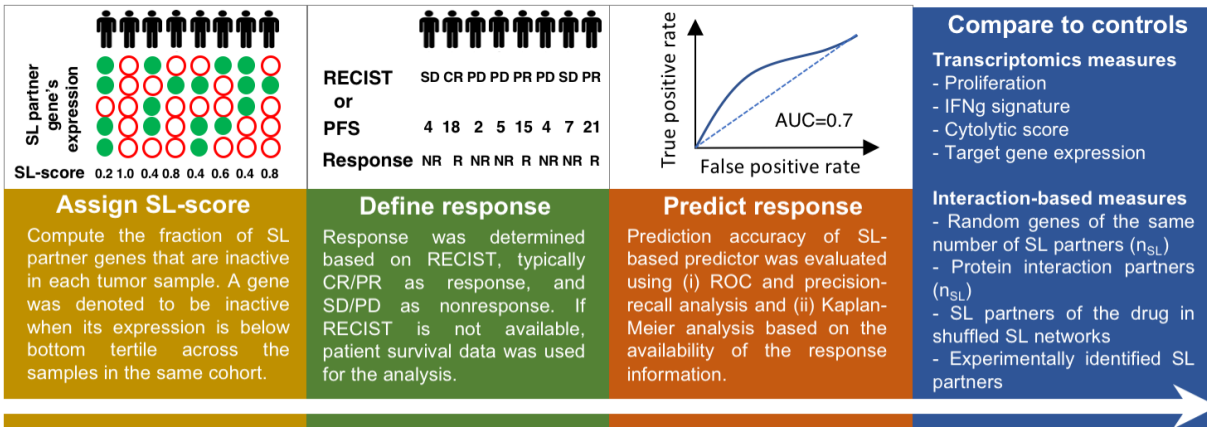 SL partner
gene's
expression
SL-score 0.2 1.0 0.4 0.8 0.4 0.6 0.4 0.8
Assign SL-score
Compute the fraction of SL
partner genes that are inactive
in each tumor sample. A gene
was denoted to be inactive
when its expression is below
bottom tertile across the
samples in the same cohort.
RECIST SD CR PD PD PR PD SD PR
or
PFS 4 18 2 5 15 4 7 21
Response NR R NR NR R NR NR R
Define response
Response was determined
based on RECIST, typically
CR/PR as response, and
SD/PD as nonresponse. If
RECIST is not available,
patient survival data was used
for the analysis.
True positive rate
AUC=0.7
False positive rate
Predict response
Prediction accuracy of SL-
based predictor was evaluated
using (i) ROC and precision-
recall analysis and (ii) Kaplan-
Meier analysis based on the
availability of the response
information.
Compare to controls
Transcriptomics measures
- Proliferation
- IFNg signature
- Cytolytic score
- Target gene expression
Interaction-based measures
- Random genes of the same
number of SL partners (nSL)
- Protein interaction partners
(nSL)
- SL partners of the drug in
shuffled SL networks
- Experimentally identified SL
partners